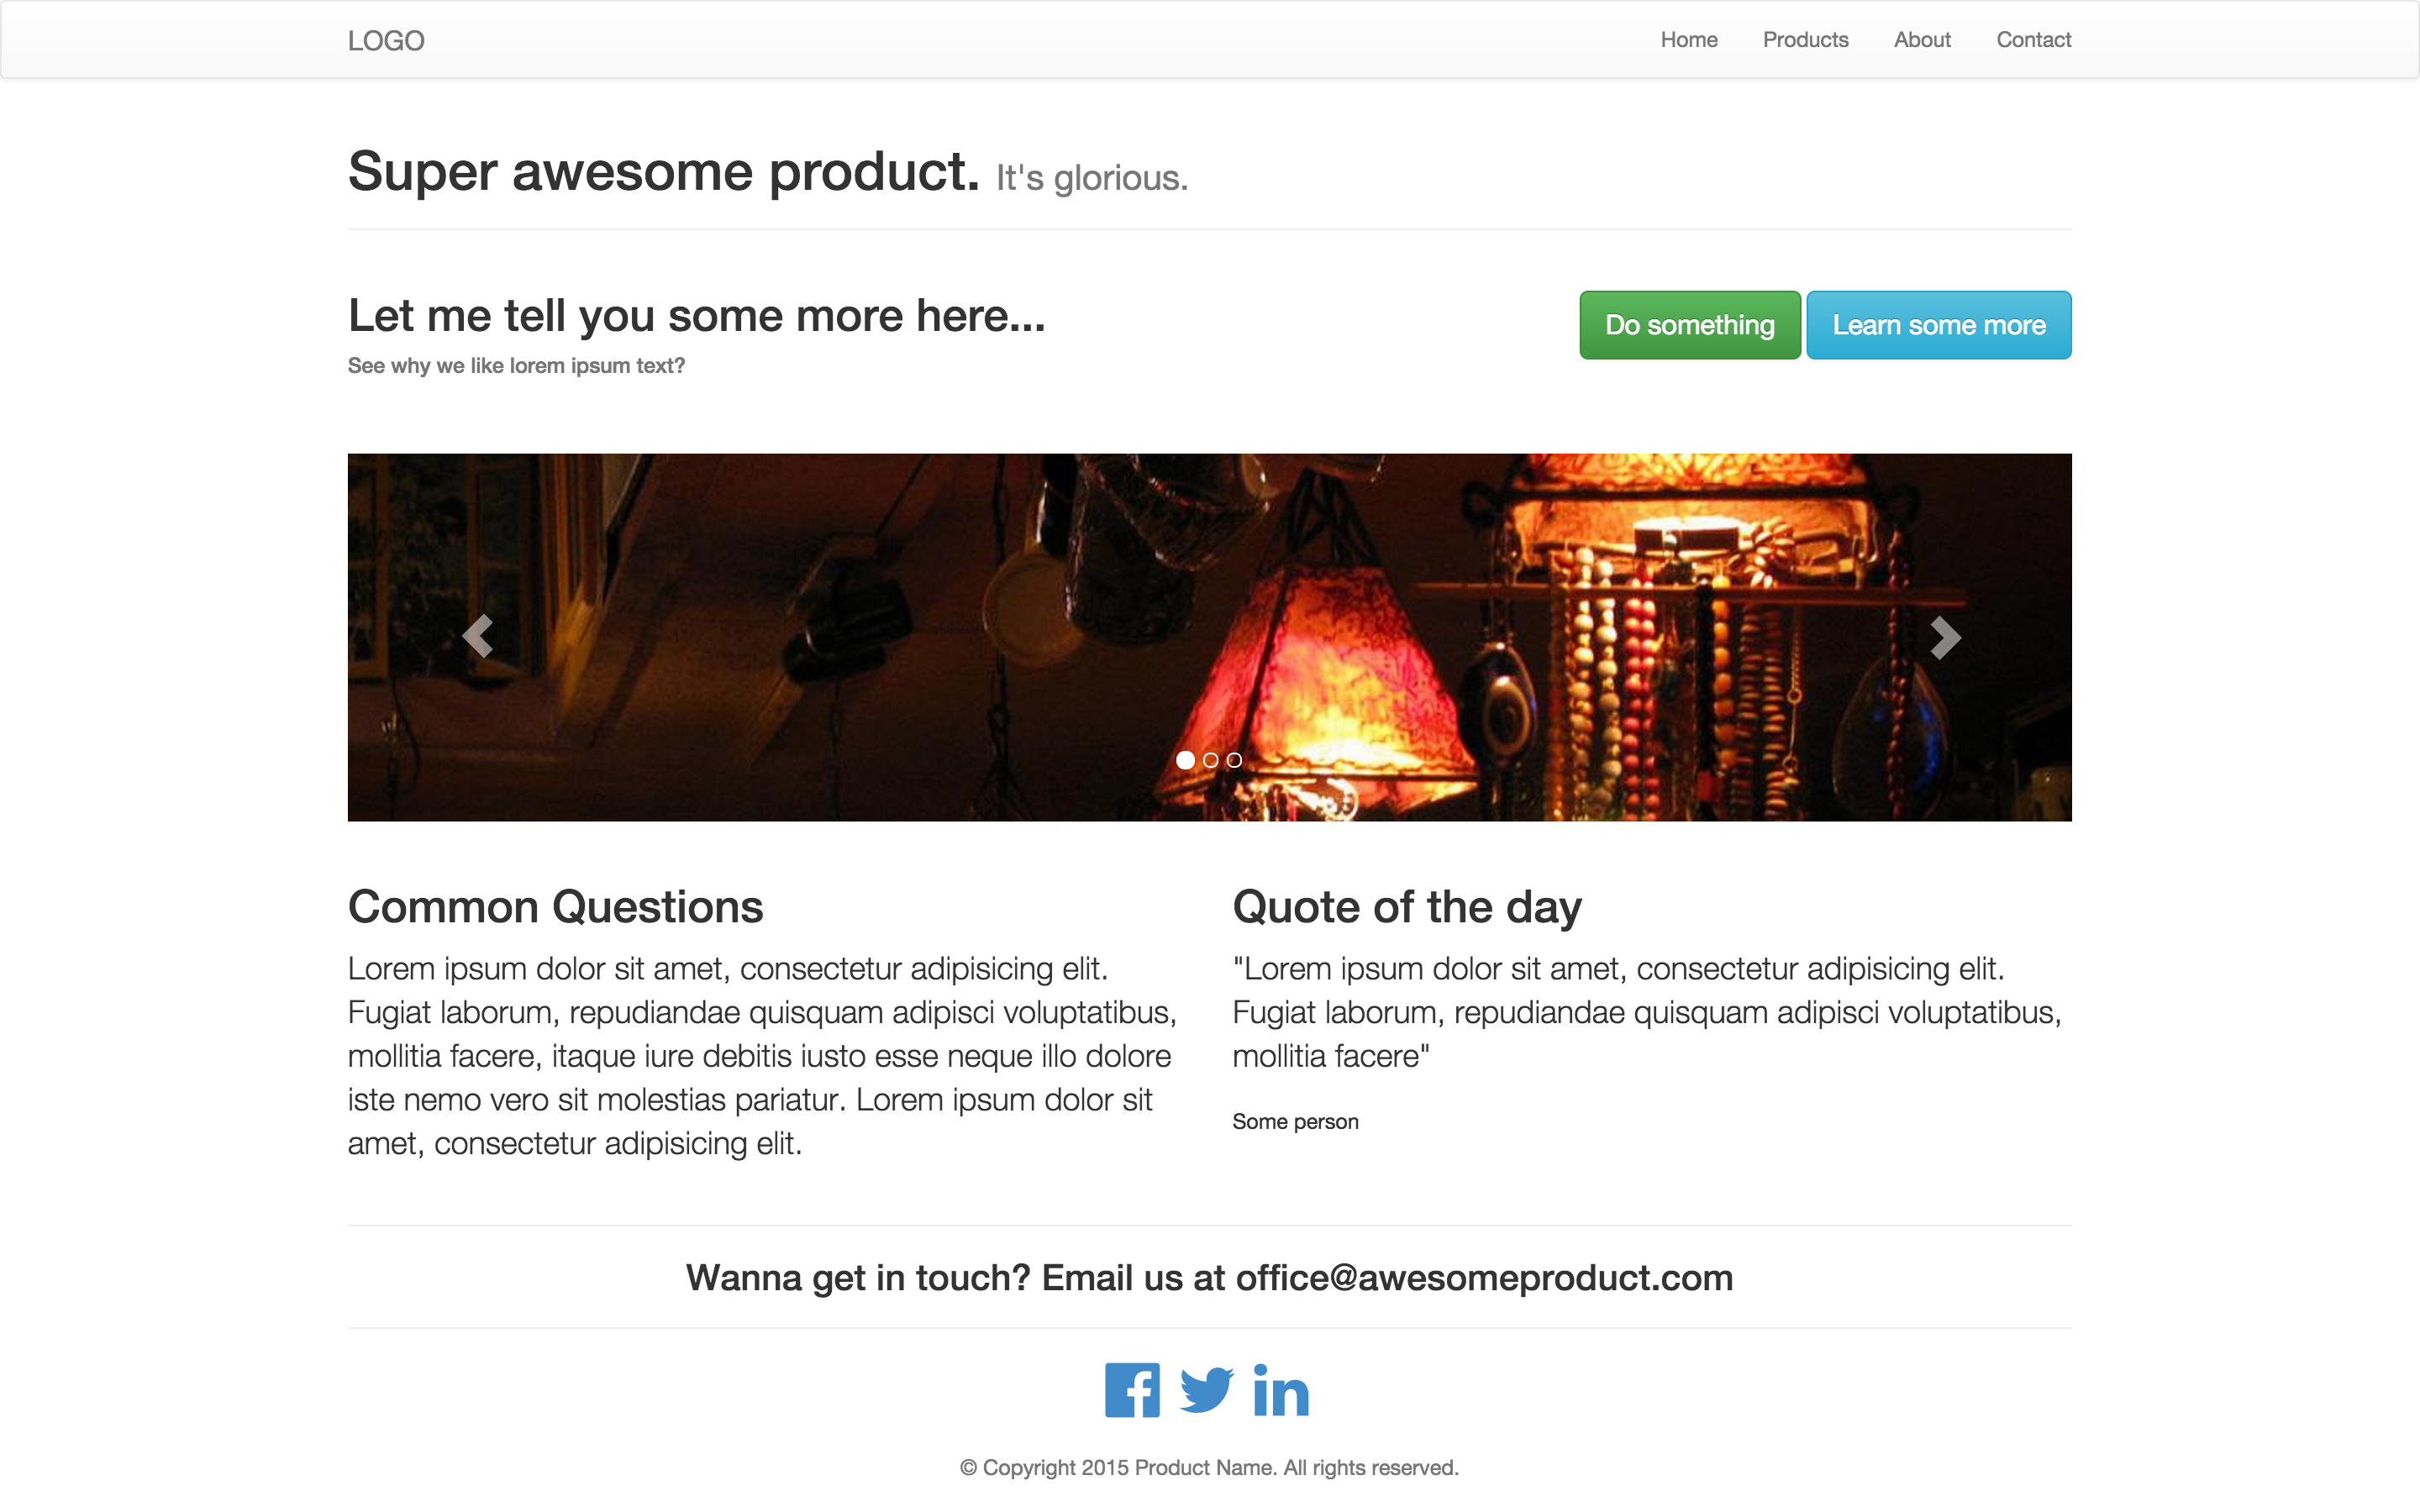 LOGO Home Products About Contact
Super awesome product. It's glorious.
Let me tell you some more here...
See why we like lorem ipsum text?
Do something Learn some more
Common Questions
Lorem ipsum dolor sit amet, consectetur adipisicing elit.
Fugiat laborum, repudiandae quisquam adipisci voluptatibus,
mollitia facere, itaque iure debitis iusto esse neque illo dolore
iste nemo vero sit molestias pariatur. Lorem ipsum dolor sit
amet, consectetur adipisicing elit.
Quote of the day
"Lorem ipsum dolor sit amet, consectetur adipisicing elit.
Fugiat laborum, repudiandae quisquam adipisci voluptatibus,
mollitia facere"
Some person
Wanna get in touch? Email us at office@awesomeproduct.com
© Copyright 2015 Product Name. All rights reserved.